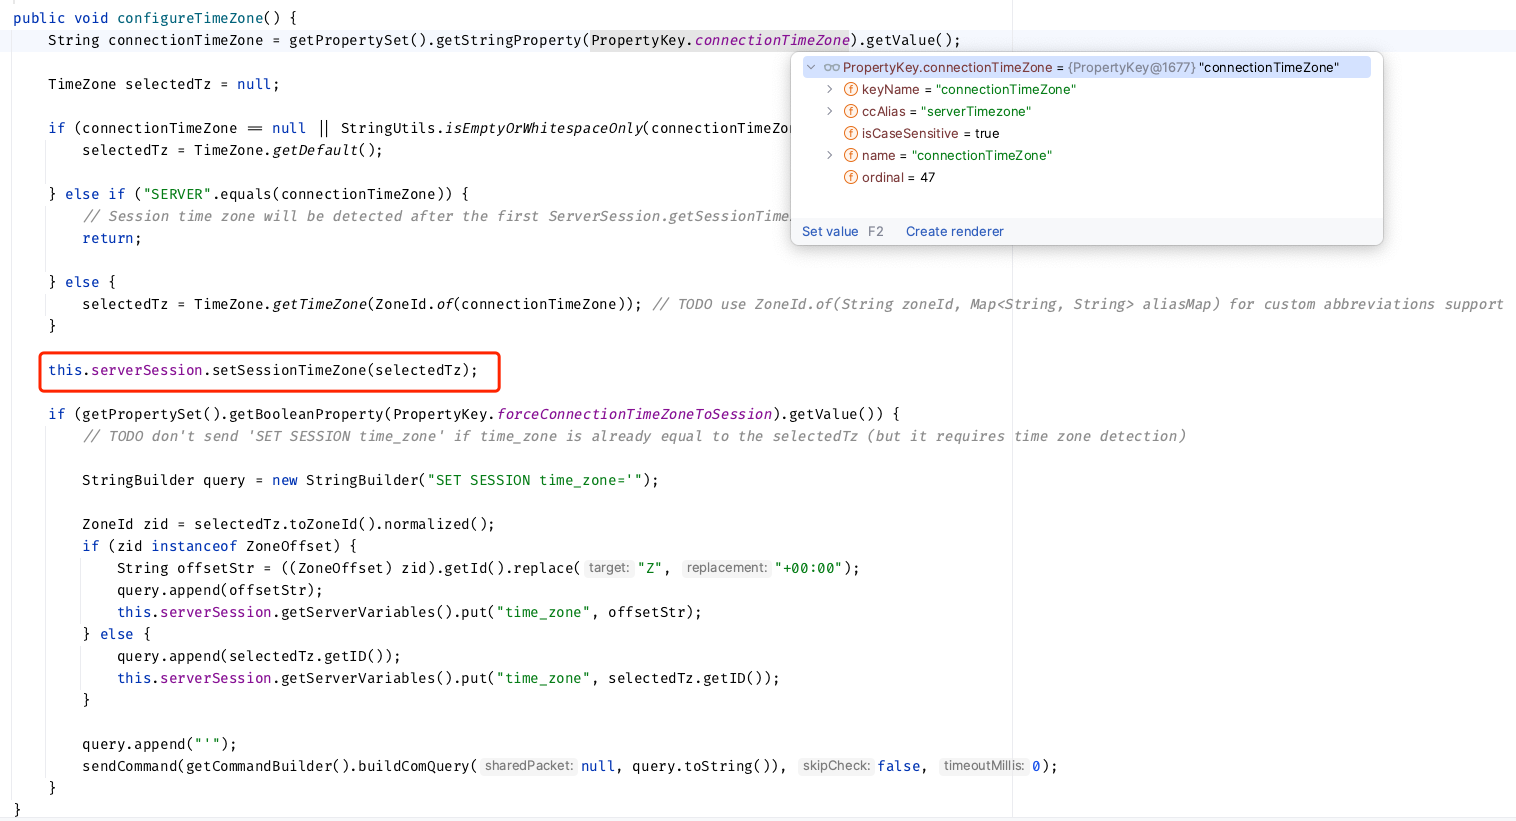 public void configureTimeZone() {
String connectionTimeZone = getPropertySet().getStringProperty(PropertyKey.connectionTimeZone).getValue();
PropertyKey.connectionTimeZone = {PropertyKey@1677} "connectionTimeZone"
keyName = "connectionTimeZone"
ccAlias = "serverTimezone"
isCaseSensitive = true
name = "connectionTimeZone"
ordinal = 47
Set value F2 Create renderer
TimeZone selectedTz = null;
if (connectionTimeZone == null || StringUtils.isEmptyOrWhitespaceOnly(connectionTimeZon
selectedTz = TimeZone.getDefault();
} else if ("SERVER".equals(connectionTimeZone)) {
// Session time zone will be detected after the first ServerSession.getSessionTime
return;
} else {
selectedTz = TimeZone.getTimeZone(ZoneId.of(connectionTimeZone)); // TODO use ZoneId.of(String zoneId, Map<String, String> aliasMap) for custom abbreviations support
}
this.serverSession.setSessionTimeZone(selectedTz);
if (getPropertySet().getBooleanProperty(PropertyKey.forceConnectionTimeZoneToSession).getValue()) {
// TODO don't send 'SET SESSION time_zone' if time_zone is already equal to the selectedTz (but it requires time zone detection)
StringBuilder query = new StringBuilder("SET SESSION time_zone='");
ZoneId zid = selectedTz.toZoneId().normalized();
if (zid instanceof ZoneOffset) {
String offsetStr = ((ZoneOffset) zid).getId().replace( target: "Z", replacement: "+00:00");
query.append(offsetStr);
this.serverSession.getServerVariables().put("time_zone", offsetStr);
} else {
query.append(selectedTz.getID());
this.serverSession.getServerVariables().put("time_zone", selectedTz.getID());
}
query.append("'");
sendCommand(getCommandBuilder().buildComQuery( sharedPacket: null, query.toString()), skipCheck: false, timeoutMillis: 0);
}
}